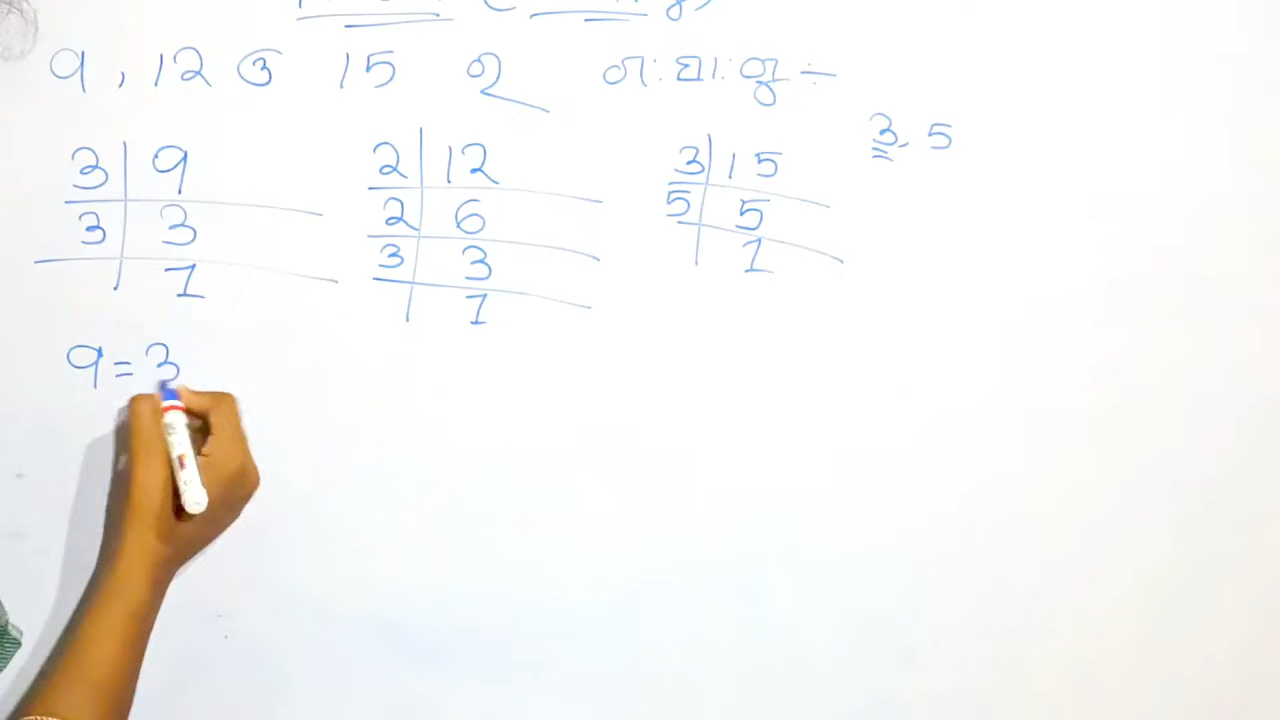 9, 12 ଓ 15 ର ଗ:ସା:ଗୁ ÷
3, 5
3 | 9
3 | 3
1
2 | 12
2 | 6
3 | 3
1
3 | 15
5 | 5
1
9 = 3